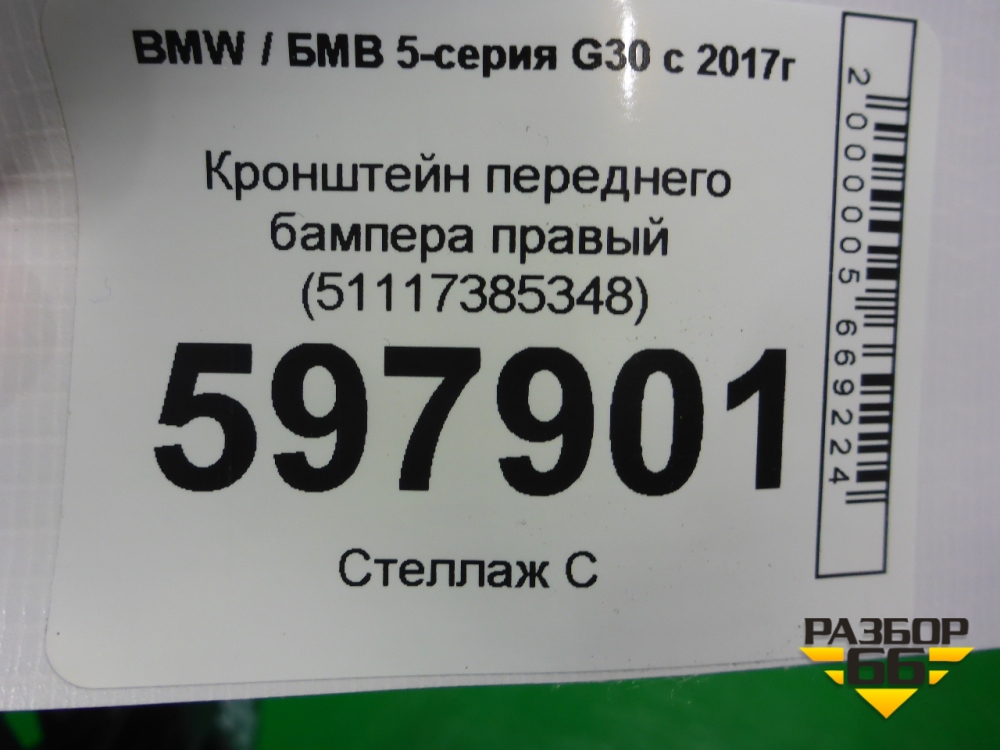 BMW / БМВ 5-серия G30 с 2017г
Кронштейн переднего
бампера правый
(51117385348)
597901
Стеллаж С
2000005669224
РАЗБОР
66